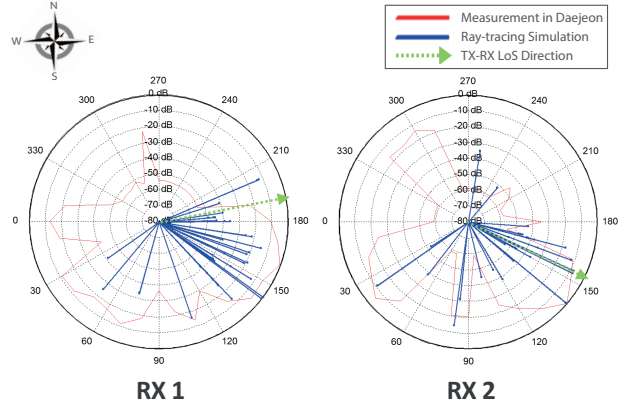 N
W E
S
Measurement in Daejeon
Ray-tracing Simulation
TX-RX LoS Direction
270
300 240
330 210
0 180
30 150
60 120
90
0 dB
-10 dB
-20 dB
-30 dB
-40 dB
-50 dB
-60 dB
-70 dB
-80 dB
270
300 240
330 210
0 180
30 150
60 120
90
0 dB
-10 dB
-20 dB
-30 dB
-40 dB
-50 dB
-60 dB
-70 dB
-80 dB
RX 1 RX 2